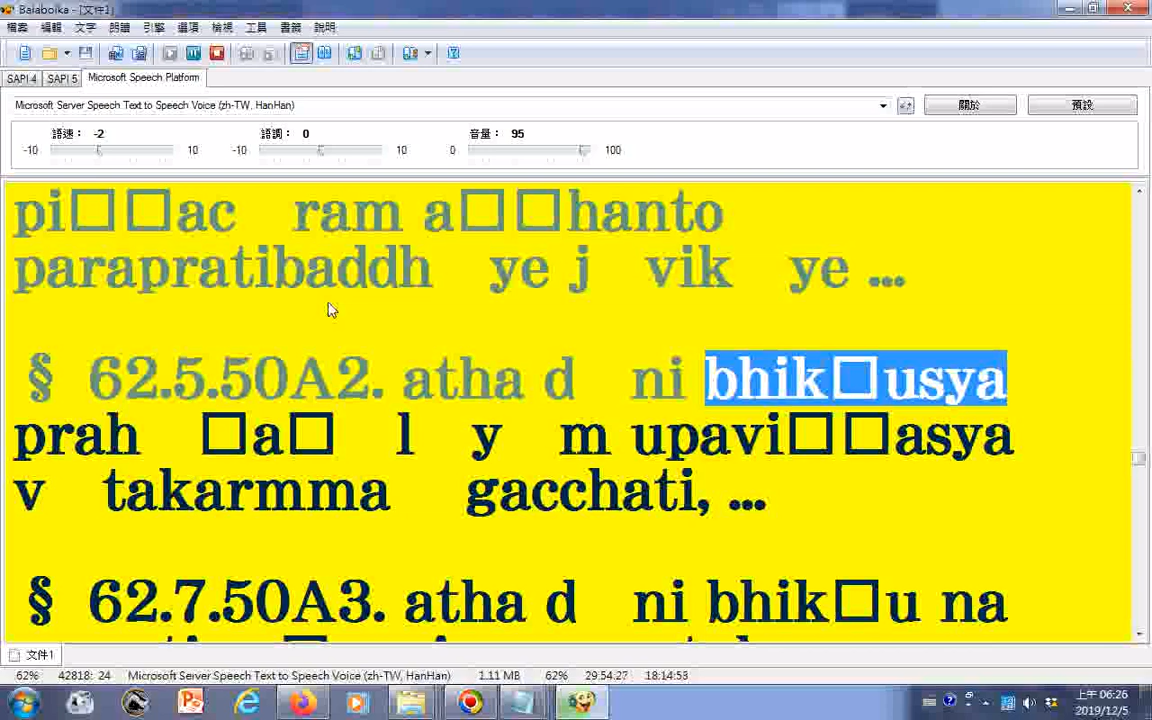 Balabolka - [文件1]
檔案 編輯 文字 朗讀 引擎 選項 檢視 工具 書籤 說明
SAPI 4 SAPI 5 Microsoft Speech Platform
Microsoft Server Speech Text to Speech Voice (zh-TW, HanHan) 關於 預設
語速： -2 語調： 0 音量： 95
-10 10 -10 10 0 100
pi□□ac ram a□□hanto
parapratibaddh ye j vik ye ...
§ 62.5.50A2. atha d ni bhik□usya
prah □a□ l y m upavi□□asya
v takarmma gacchati, ...
§ 62.7.50A3. atha d ni bhik□u na
文件1
62% 42818: 24 Microsoft Server Speech Text to Speech Voice (zh-TW, HanHan) 1.11 MB 62% 29:54:27 18:14:53
上午 06:26
2019/12/5